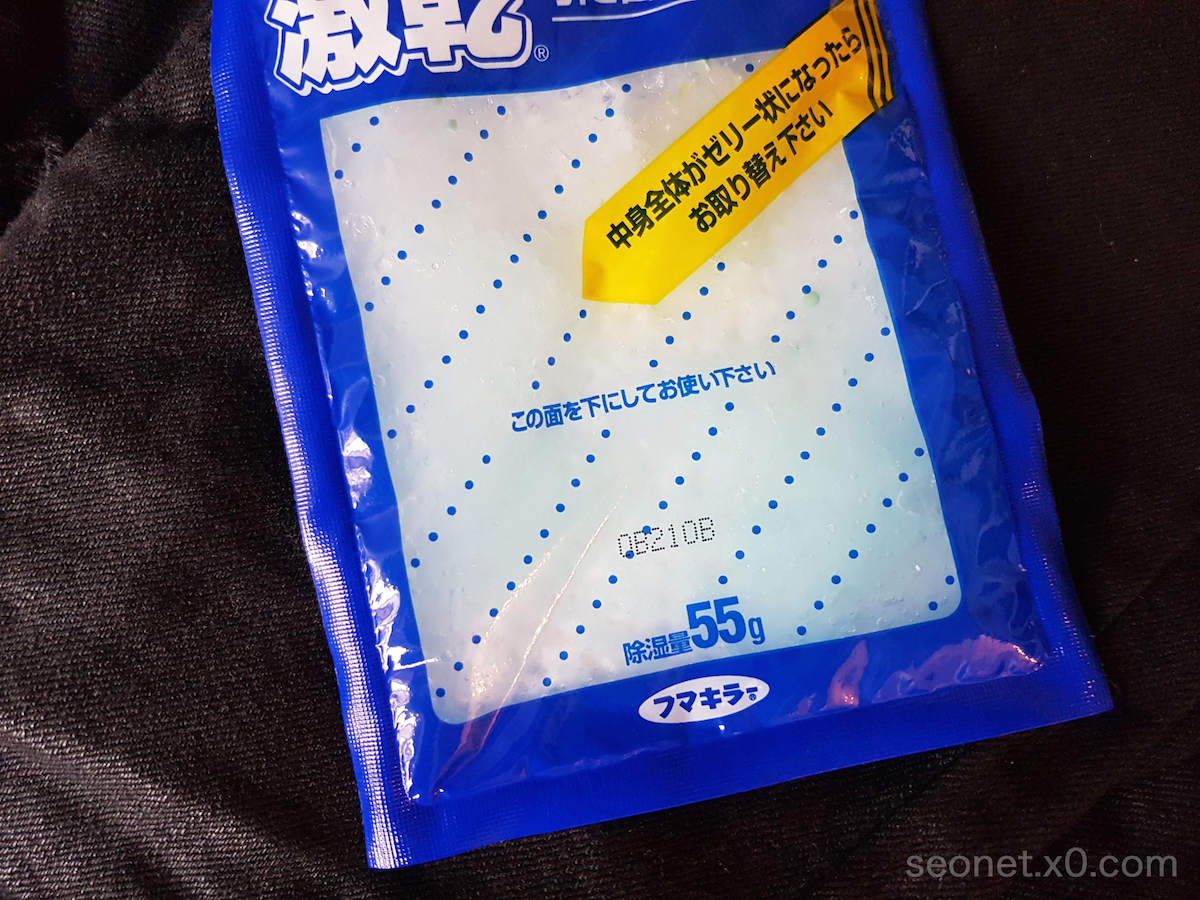 激乾®
中身全体がゼリー状になったら
お取り替え下さい
この面を下にしてお使い下さい
0B210B
除湿量55g
フマキラー®
seonet.x0.com